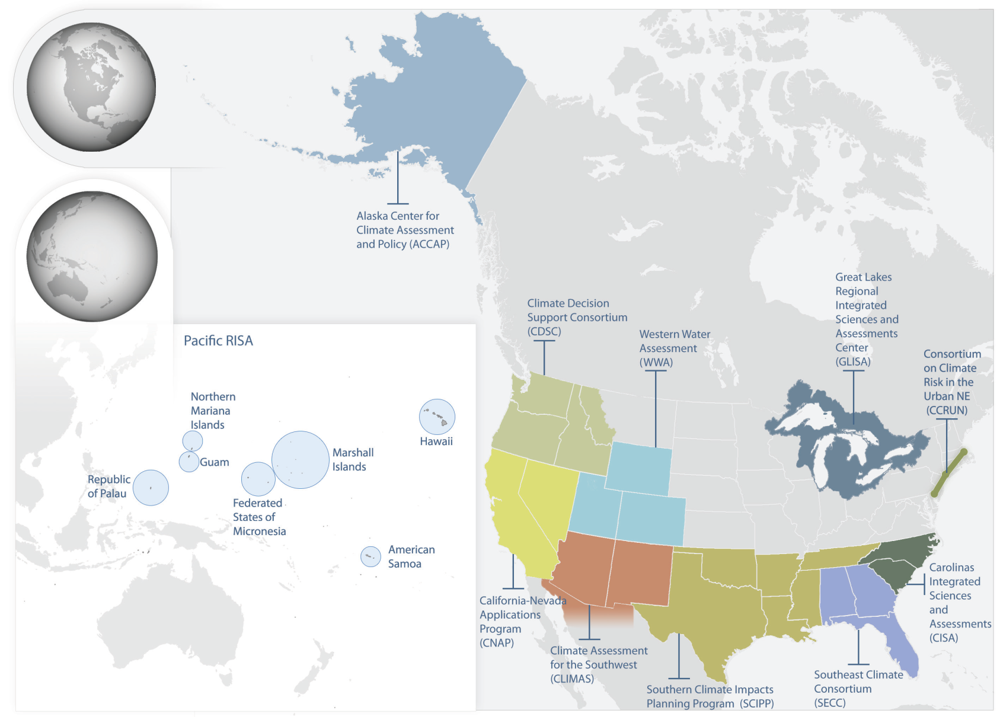 Alaska Center for
Climate Assessment
and Policy (ACCAP)
Great Lakes
Regional
Integrated
Sciences and
Assessments
Center
(GLISA)
Climate Decision
Support Consortium
(CDSC)
Western Water
Assessment
(WWA)
Consortium
on Climate
Risk in the
Urban NE
(CCRUN)
Pacific RISA
Northern
Mariana
Islands
Guam
Republic
of Palau
Federated
States of
Micronesia
Marshall
Islands
Hawaii
American
Samoa
California-Nevada
Applications
Program
(CNAP)
Climate Assessment
for the Southwest
(CLIMAS)
Southern Climate Impacts
Planning Program (SCIPP)
Southeast Climate
Consortium
(SECC)
Carolinas
Integrated
Sciences
and
Assessments
(CISA)